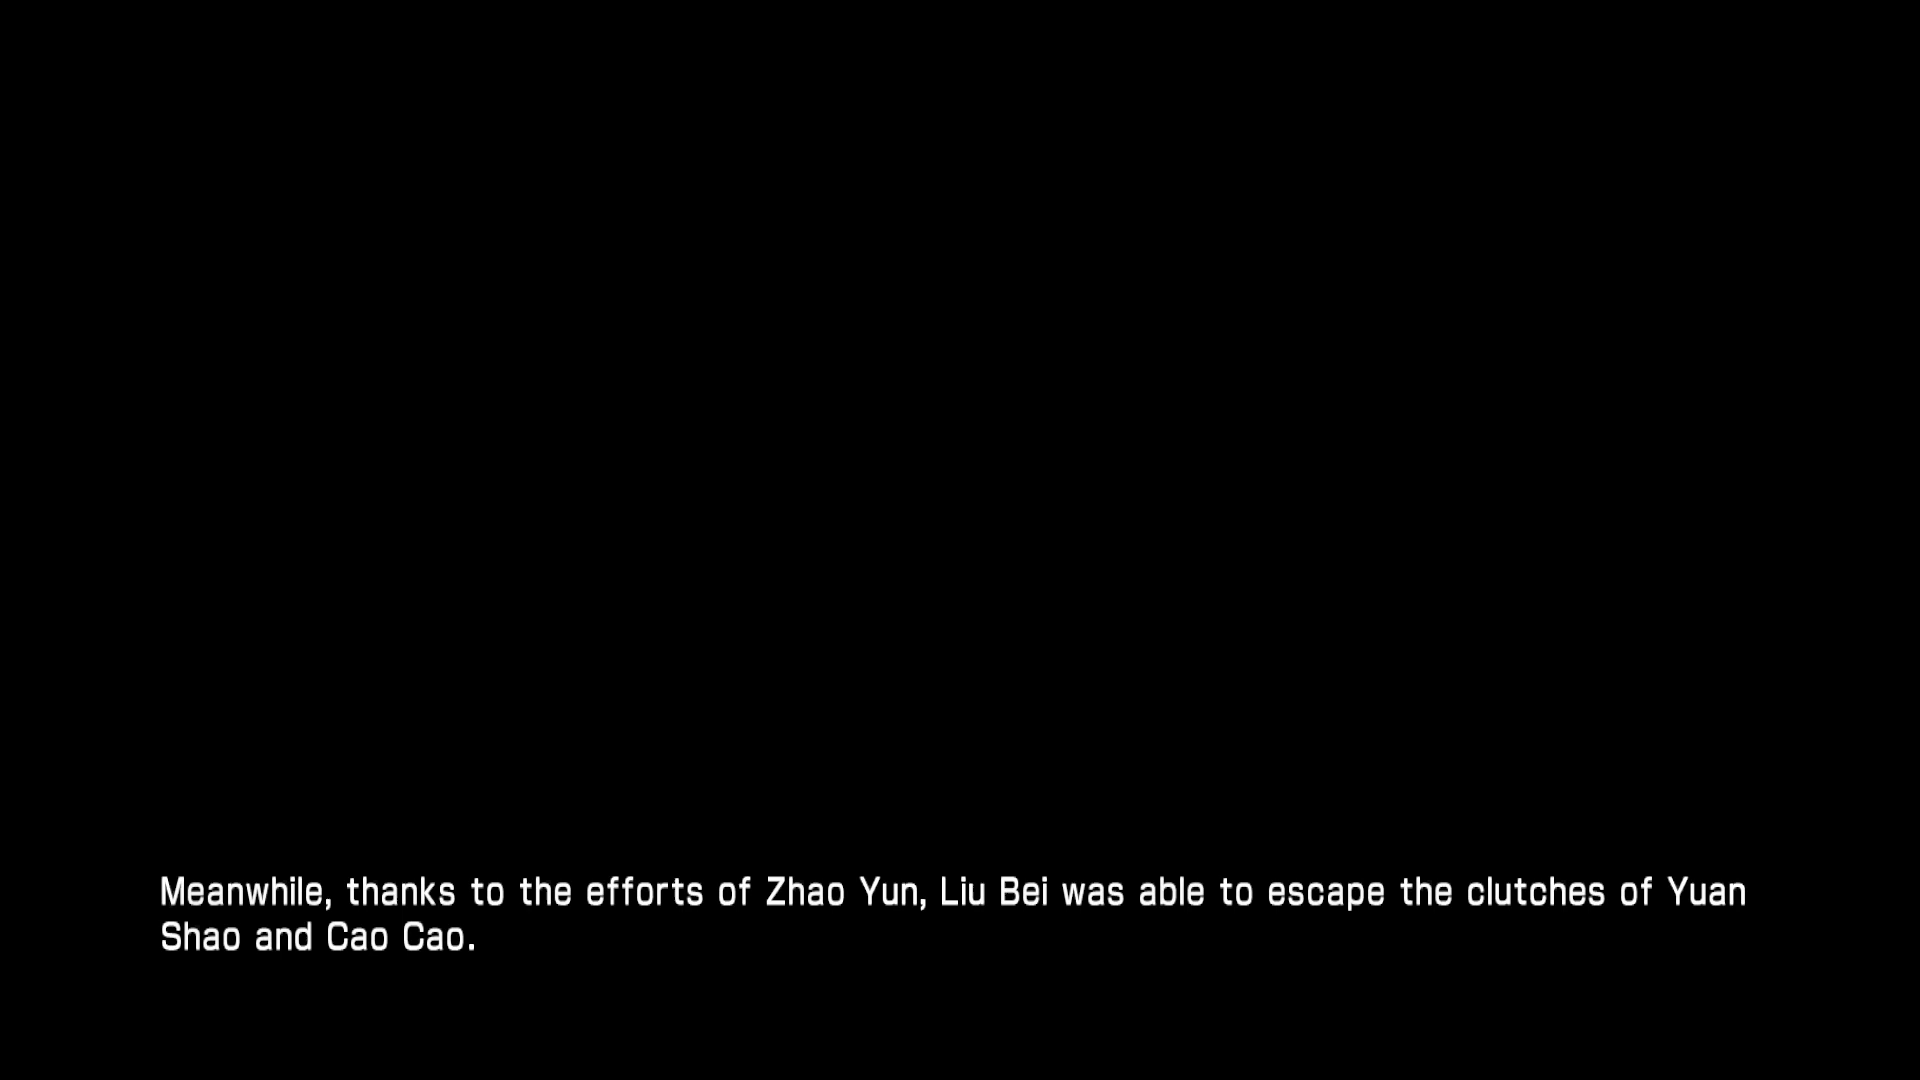 Meanwhile, thanks to the efforts of Zhao Yun, Liu Bei was able to escape the clutches of Yuan
Shao and Cao Cao.